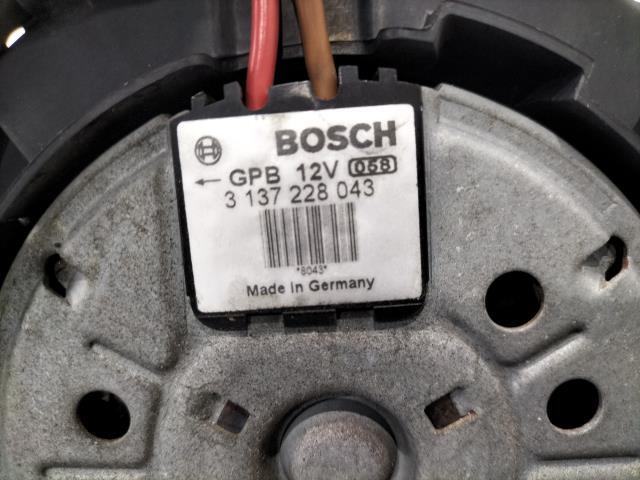 BOSCH
← GPB 12V 058
3 137 228 043
*8043*
Made in Germany